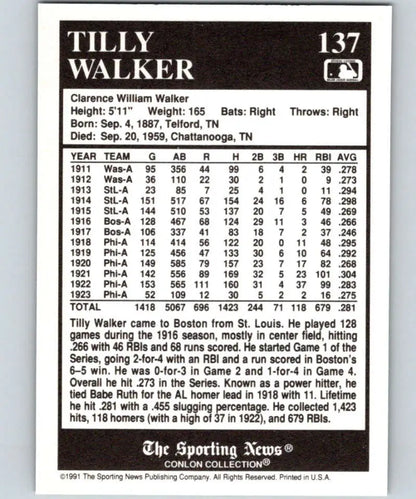 TILLY 137
WALKER
Clarence William Walker
Height: 5'11" Weight: 165 Bats: Right Throws: Right
Born: Sep. 4, 1887, Telford, TN
Died: Sep. 20, 1959, Chattanooga, TN
YEAR TEAM G AB R H 2B 3B HR RBI AVG
1911 Was-A 95 356 44 99 6 4 2 39 .278
1912 Was-A 36 110 22 30 2 1 0 9 .273
1913 StL-A 23 85 7 25 4 1 0 11 .294
1914 StL-A 151 517 67 154 24 16 6 78 .298
1915 StL-A 144 510 53 137 20 7 5 49 .269
1916 Bos-A 128 467 68 124 29 11 3 46 .266
1917 Bos-A 106 337 41 83 18 7 2 37 .246
1918 Phi-A 114 414 56 122 20 0 11 48 .295
1919 Phi-A 125 456 47 133 30 6 10 64 .292
1920 Phi-A 149 585 79 157 23 7 17 82 .268
1921 Phi-A 142 556 89 169 32 5 23 101 .304
1922 Phi-A 153 565 111 160 31 4 37 99 .283
1923 Phi-A 52 109 12 30 5 2 2 16 .275
TOTAL 1418 5067 696 1423 244 71 118 679 .281
Tilly Walker came to Boston from St. Louis. He played 128
games during the 1916 season, mostly in center field, hitting
.266 with 46 RBIs and 68 runs scored. He started Game 1 of the
Series, going 2-for-4 with an RBI and a run scored in Boston's
6-5 win. He was 0-for-3 in Game 2 and 1-for-4 in Game 4.
Overall he hit .273 in the Series. Known as a power hitter, he
tied Babe Ruth for the AL homer lead in 1918 with 11. Lifetime
he hit .281 with a .455 slugging percentage. He collected 1,423
hits, 118 homers (with a high of 37 in 1922), and 679 RBIs.
The Sporting News®
CONLON COLLECTION®
©1991 The Sporting News Publishing Company. All Rights Reserved. Printed in U.S.A.